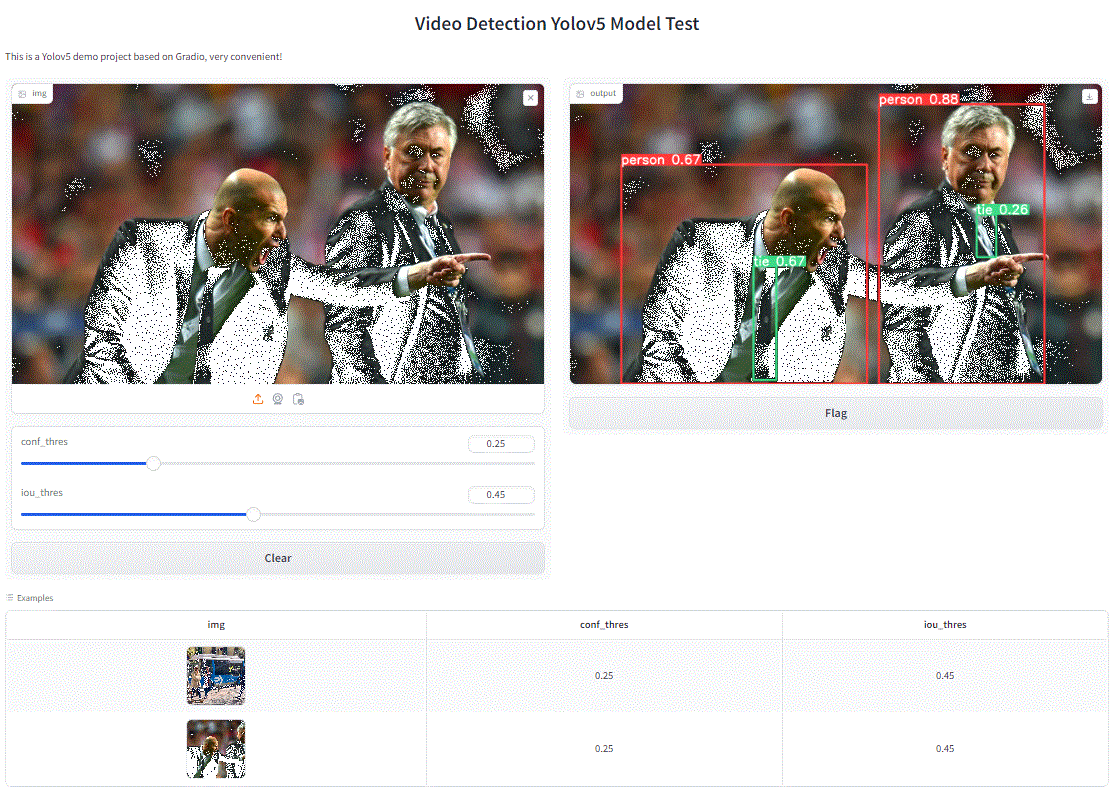 Video Detection Yolov5 Model Test
This is a Yolov5 demo project based on Gradio, very convenient!
img
output
person 0.88
person 0.67
tie 0.26
tie 0.67
Flag
conf_thres
0.25
iou_thres
0.45
Clear
Examples
img conf_thres iou_thres
0.25 0.45
0.25 0.45